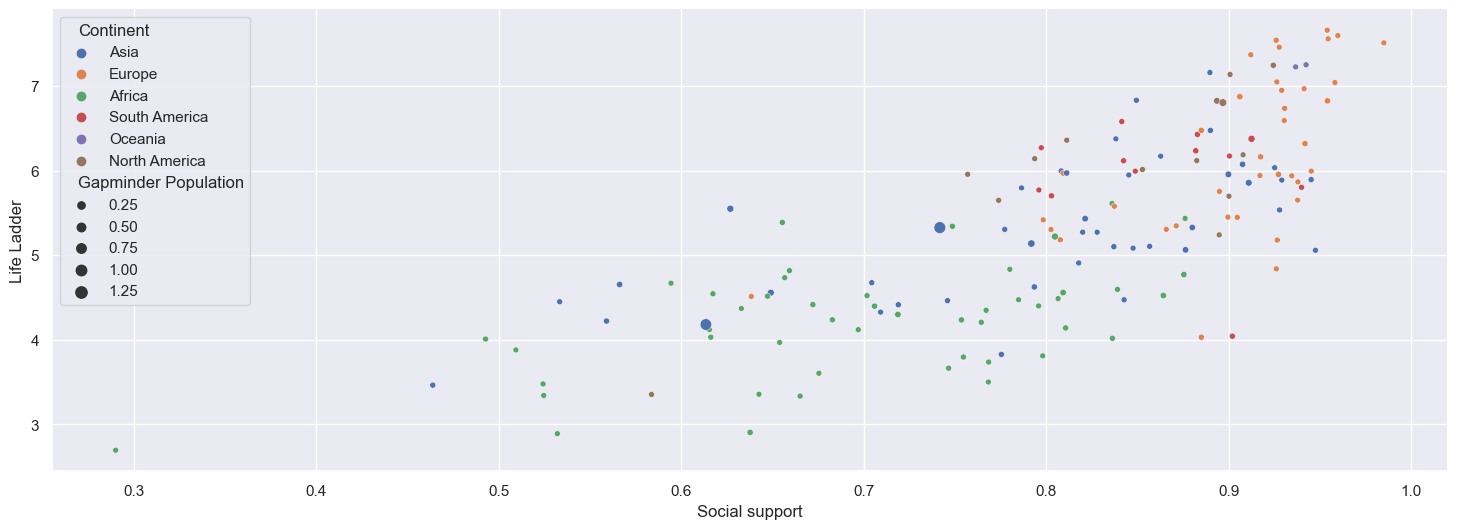 Continent
Asia
Europe
Africa
South America
Oceania
North America
Gapminder Population
0.25
0.50
0.75
1.00
1.25
Life Ladder
7
6
5
4
3
0.3 0.4 0.5 0.6 0.7 0.8 0.9 1.0
Social support